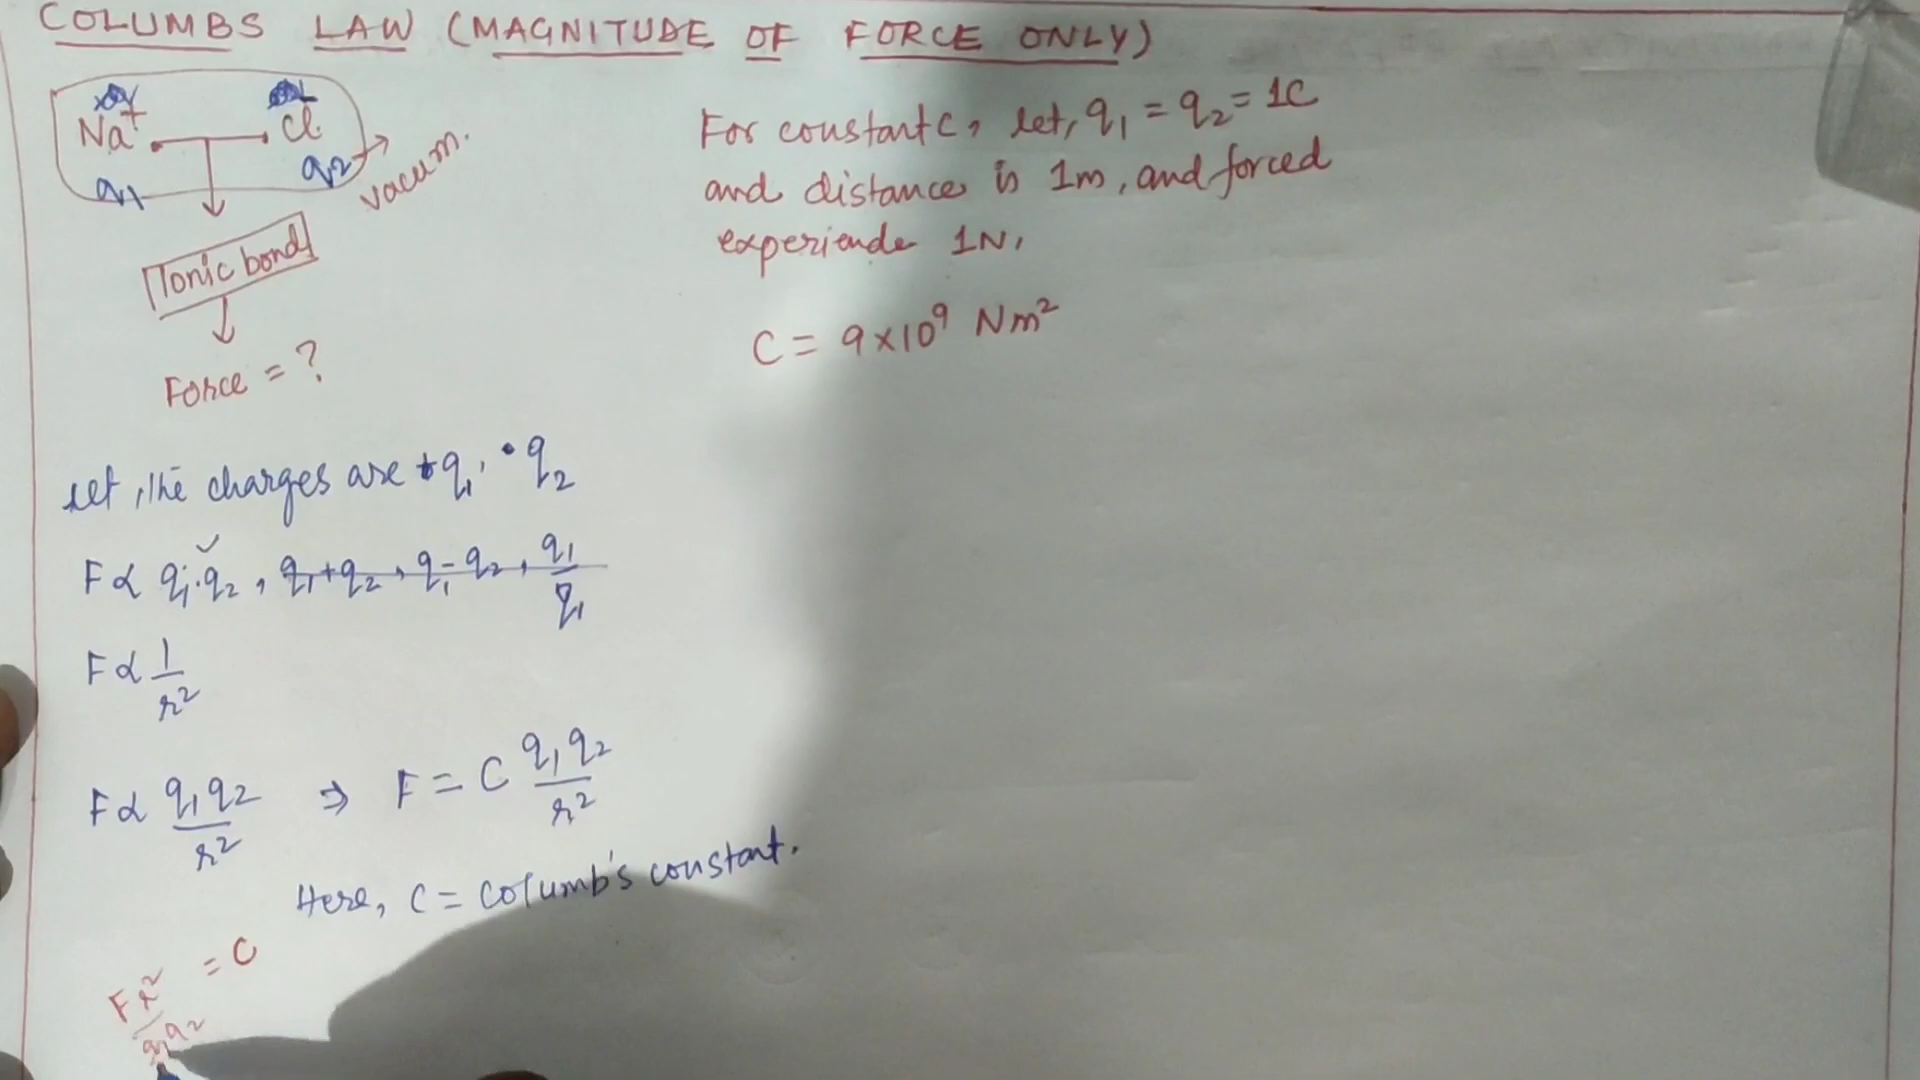 COLUMBS LAW (MAGNITUDE OF FORCE ONLY)
Na⁺ Cl
q1 q2
vacum.
Ionic bond
Force = ?
Let, the charges are +q1, q2
F ∝ q1.q2, q1+q2, q1-q2, q1/q1
F ∝ 1/r²
F ∝ q1q2/r² ⇒ F = C q1q2/r²
Here, C = Columb's constant.
Fr²/q1q2 = C
For constant C, let, q1 = q2 = 1C
and distance is 1m, and forced
experiende 1N,
C = 9×10⁹ Nm²